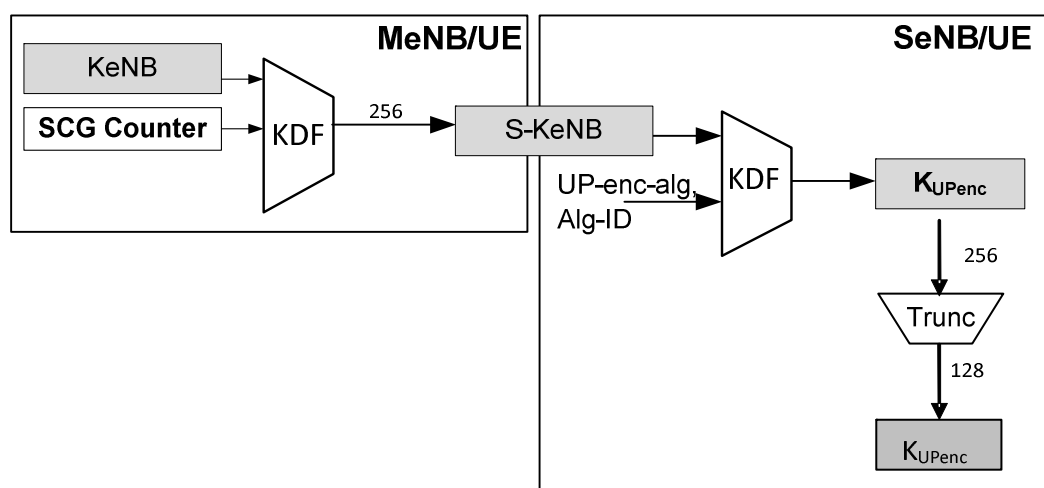 MeNB/UE
KeNB
SCG Counter
KDF
256
S-KeNB
SeNB/UE
UP-enc-alg,
Alg-ID
KDF
KUPenc
256
Trunc
128
KUPenc